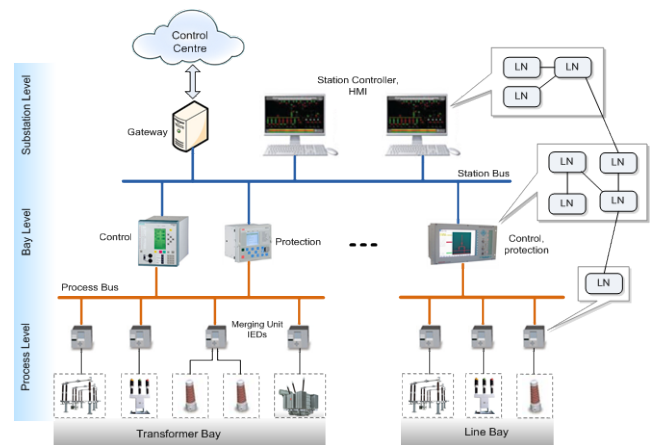 Control
Centre
Station Controller,
HMI
Gateway
LN
LN
LN
Substation Level
Station Bus
LN
LN
LN
LN
Bay Level
Control
Protection
Control,
protection
Process Bus
LN
Merging Unit
IEDs
Process Level
Transformer Bay
Line Bay